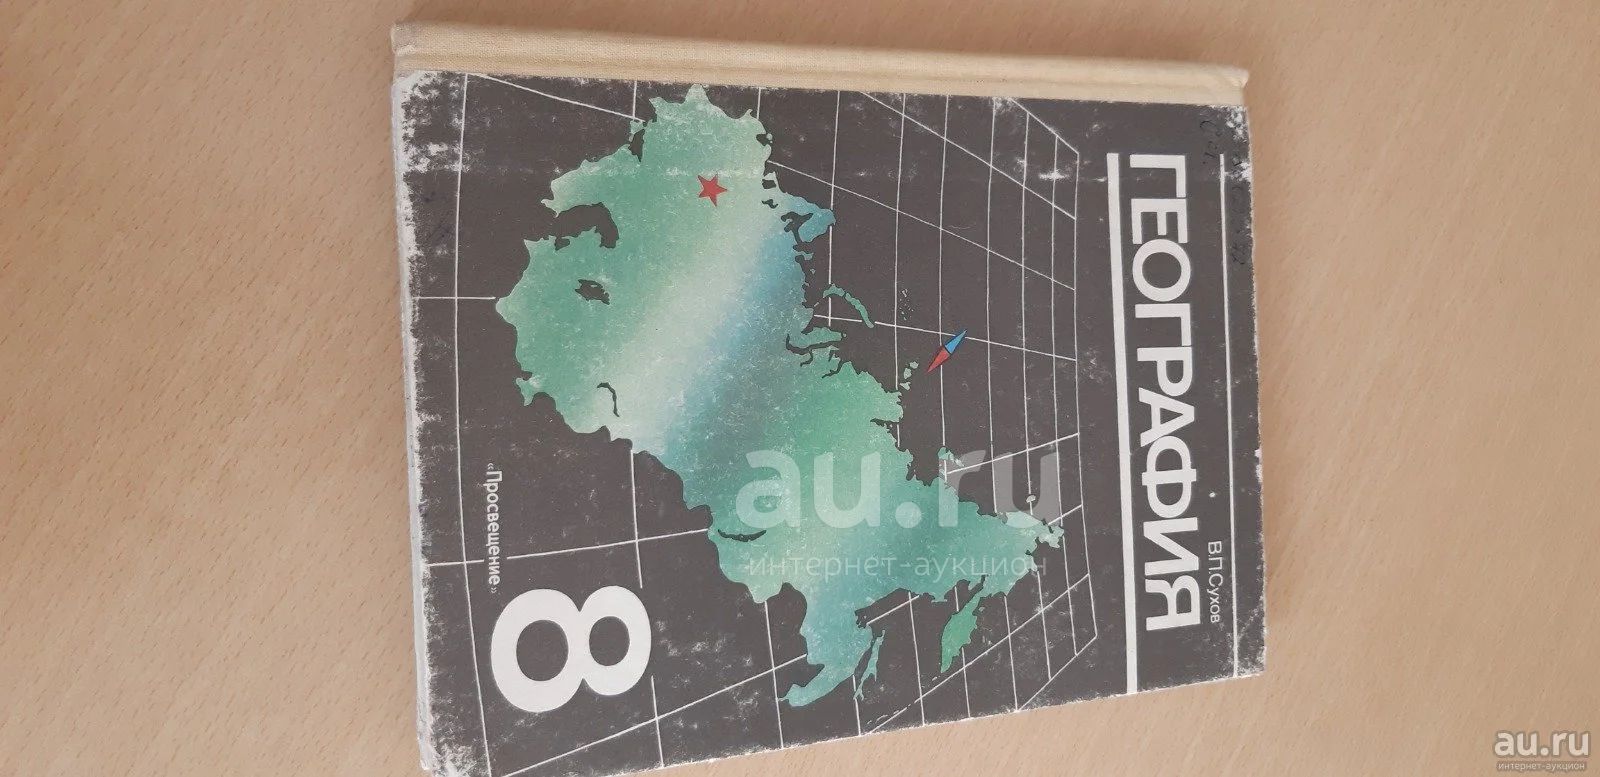 В.П.Сухов
ГЕОГРАФИЯ
8
«Просвещение»
au.ru
интернет-аукцион
au.ru
интернет-аукцион